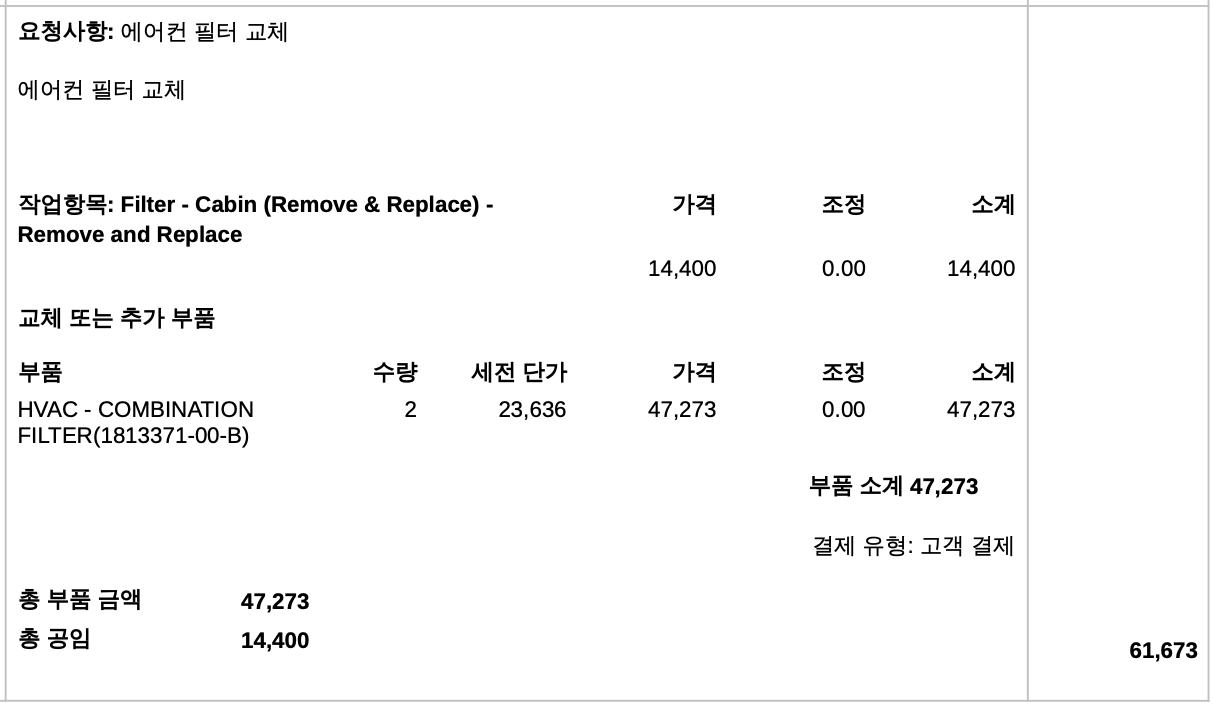 요청사항: 에어컨 필터 교체
에어컨 필터 교체
작업항목: Filter - Cabin (Remove & Replace) - 가격 조정 소계
Remove and Replace
14,400 0.00 14,400
교체 또는 추가 부품
부품 수량 세전 단가 가격 조정 소계
HVAC - COMBINATION 2 23,636 47,273 0.00 47,273
FILTER(1813371-00-B)
부품 소계 47,273
결제 유형: 고객 결제
총 부품 금액 47,273
총 공임 14,400
61,673